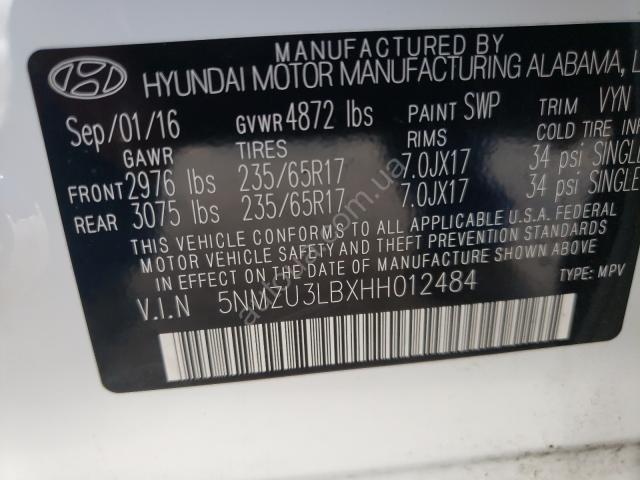 MANUFACTURED BY
HYUNDAI MOTOR MANUFACTURING ALABAMA, L
Sep/01/16 GVWR 4872 lbs PAINT SWP TRIM VYN
GAWR TIRES RIMS COLD TIRE IN
FRONT 2976 lbs 235/65R17 7.0JX17 34 psi SINGLE
REAR 3075 lbs 235/65R17 7.0JX17 34 psi SINGLE
THIS VEHICLE CONFORMS TO ALL APPLICABLE U.S.A. FEDERAL
MOTOR VEHICLE SAFETY AND THEFT PREVENTION STANDARDS
IN EFFECT ON THE DATE OF MANUFACTURE SHOWN ABOVE
V.I.N 5NMZU3LBXHH012484 TYPE: MPV